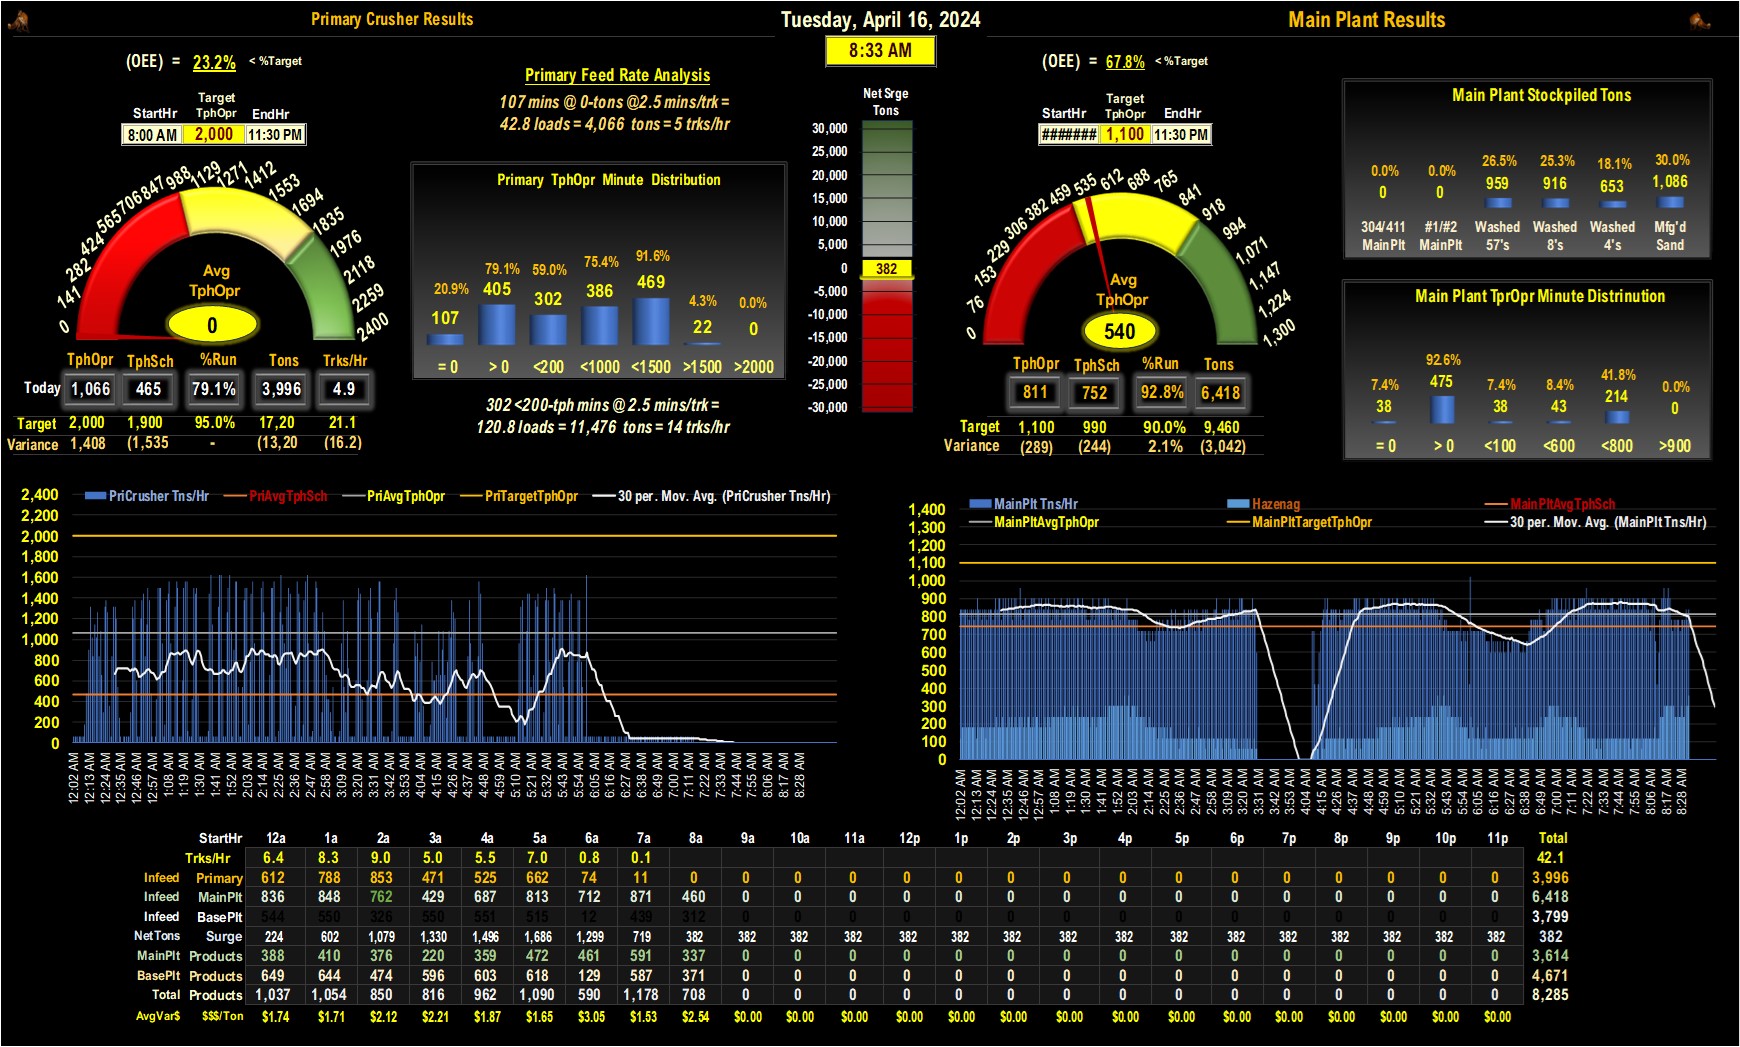 Primary Crusher Results
Tuesday, April 16, 2024
Main Plant Results
8:33 AM
(OEE) = 23.2% < %Target
StartHr Target TphOpr EndHr
8:00 AM 2,000 11:30 PM
0 141 282 424 565 706 847 988 1129 1271 1412 1553 1694 1835 1976 2118 2259 2400
Avg
TphOpr
0
TphOpr TphSch %Run Tons Trks/Hr
Today 1,066 465 79.1% 3,996 4.9
Target 2,000 1,900 95.0% 17,20 21.1
Variance 1,408 (1,535 - (13,20 (16.2)
Primary Feed Rate Analysis
107 mins @ 0-tons @2.5 mins/trk =
42.8 loads = 4,066 tons = 5 trks/hr
Primary TphOpr Minute Distribution
20.9% 79.1% 59.0% 75.4% 91.6% 4.3% 0.0%
107 405 302 386 469 22 0
= 0 > 0 <200 <1000 <1500 >1500 >2000
302 <200-tph mins @ 2.5 mins/trk =
120.8 loads = 11,476 tons = 14 trks/hr
Net Srge
Tons
30,000
25,000
20,000
15,000
10,000
5,000
0
382
-5,000
-10,000
-15,000
-20,000
-25,000
-30,000
(OEE) = 67.8% < %Target
StartHr Target TphOpr EndHr
####### 1,100 11:30 PM
0 76 153 229 306 382 459 535 612 688 765 841 918 994 1,071 1,147 1,224 1,300
Avg
TphOpr
540
TphOpr TphSch %Run Tons
811 752 92.8% 6,418
Target 1,100 990 90.0% 9,460
Variance (289) (244) 2.1% (3,042)
Main Plant Stockpiled Tons
0.0% 0.0% 26.5% 25.3% 18.1% 30.0%
0 0 959 916 653 1,086
304/411 #1/#2 Washed Washed Washed Mfg'd
MainPlt MainPlt 57's 8's 4's Sand
Main Plant TprOpr Minute Distrinution
7.4% 92.6% 7.4% 8.4% 41.8% 0.0%
38 475 38 43 214 0
= 0 > 0 <100 <600 <800 >900
PriCrusher Tns/Hr PriAvgTphSch PriAvgTphOpr PriTargetTphOpr 30 per. Mov. Avg. (PriCrusher Tns/Hr)
2,400
2,200
2,000
1,800
1,600
1,400
1,200
1,000
800
600
400
200
0
12:02 AM 12:13 AM 12:24 AM 12:35 AM 12:46 AM 12:57 AM 1:08 AM 1:19 AM 1:30 AM 1:41 AM 1:52 AM 2:03 AM 2:14 AM 2:25 AM 2:36 AM 2:47 AM 2:58 AM 3:09 AM 3:20 AM 3:31 AM 3:42 AM 3:53 AM 4:04 AM 4:15 AM 4:26 AM 4:37 AM 4:48 AM 4:59 AM 5:10 AM 5:21 AM 5:32 AM 5:43 AM 5:54 AM 6:05 AM 6:16 AM 6:27 AM 6:38 AM 6:49 AM 7:00 AM 7:11 AM 7:22 AM 7:33 AM 7:44 AM 7:55 AM 8:06 AM 8:17 AM 8:28 AM
MainPlt Tns/Hr Hazenag MainPltAvgTphSch
MainPltAvgTphOpr MainPltTargetTphOpr 30 per. Mov. Avg. (MainPlt Tns/Hr)
1,400
1,300
1,200
1,100
1,000
900
800
700
600
500
400
300
200
100
0
12:02 AM 12:13 AM 12:24 AM 12:35 AM 12:46 AM 12:57 AM 1:08 AM 1:19 AM 1:30 AM 1:41 AM 1:52 AM 2:03 AM 2:14 AM 2:25 AM 2:36 AM 2:47 AM 2:58 AM 3:09 AM 3:20 AM 3:31 AM 3:42 AM 3:53 AM 4:04 AM 4:15 AM 4:26 AM 4:37 AM 4:48 AM 4:59 AM 5:10 AM 5:21 AM 5:32 AM 5:43 AM 5:54 AM 6:05 AM 6:16 AM 6:27 AM 6:38 AM 6:49 AM 7:00 AM 7:11 AM 7:22 AM 7:33 AM 7:44 AM 7:55 AM 8:06 AM 8:17 AM 8:28 AM
StartHr 12a 1a 2a 3a 4a 5a 6a 7a 8a 9a 10a 11a 12p 1p 2p 3p 4p 5p 6p 7p 8p 9p 10p 11p Total
Trks/Hr 6.4 8.3 9.0 5.0 5.5 7.0 0.8 0.1 42.1
Infeed Primary 612 788 853 471 525 662 74 11 0 0 0 0 0 0 0 0 0 0 0 0 0 0 0 0 3,996
Infeed MainPlt 836 848 762 429 687 813 712 871 460 0 0 0 0 0 0 0 0 0 0 0 0 0 0 0 6,418
Infeed BasePlt 544 550 326 550 551 515 12 439 312 0 0 0 0 0 0 0 0 0 0 0 0 0 0 0 3,799
NetTons Surge 224 602 1,079 1,330 1,496 1,686 1,299 719 382 382 382 382 382 382 382 382 382 382 382 382 382 382 382 382 382
MainPlt Products 388 410 376 220 359 472 461 591 337 0 0 0 0 0 0 0 0 0 0 0 0 0 0 0 3,614
BasePlt Products 649 644 474 596 603 618 129 587 371 0 0 0 0 0 0 0 0 0 0 0 0 0 0 0 4,671
Total Products 1,037 1,054 850 816 962 1,090 590 1,178 708 0 0 0 0 0 0 0 0 0 0 0 0 0 0 0 8,285
AvgVar$ $$$/Ton $1.74 $1.71 $2.12 $2.21 $1.87 $1.65 $3.05 $1.53 $2.54 $0.00 $0.00 $0.00 $0.00 $0.00 $0.00 $0.00 $0.00 $0.00 $0.00 $0.00 $0.00 $0.00 $0.00 $0.00